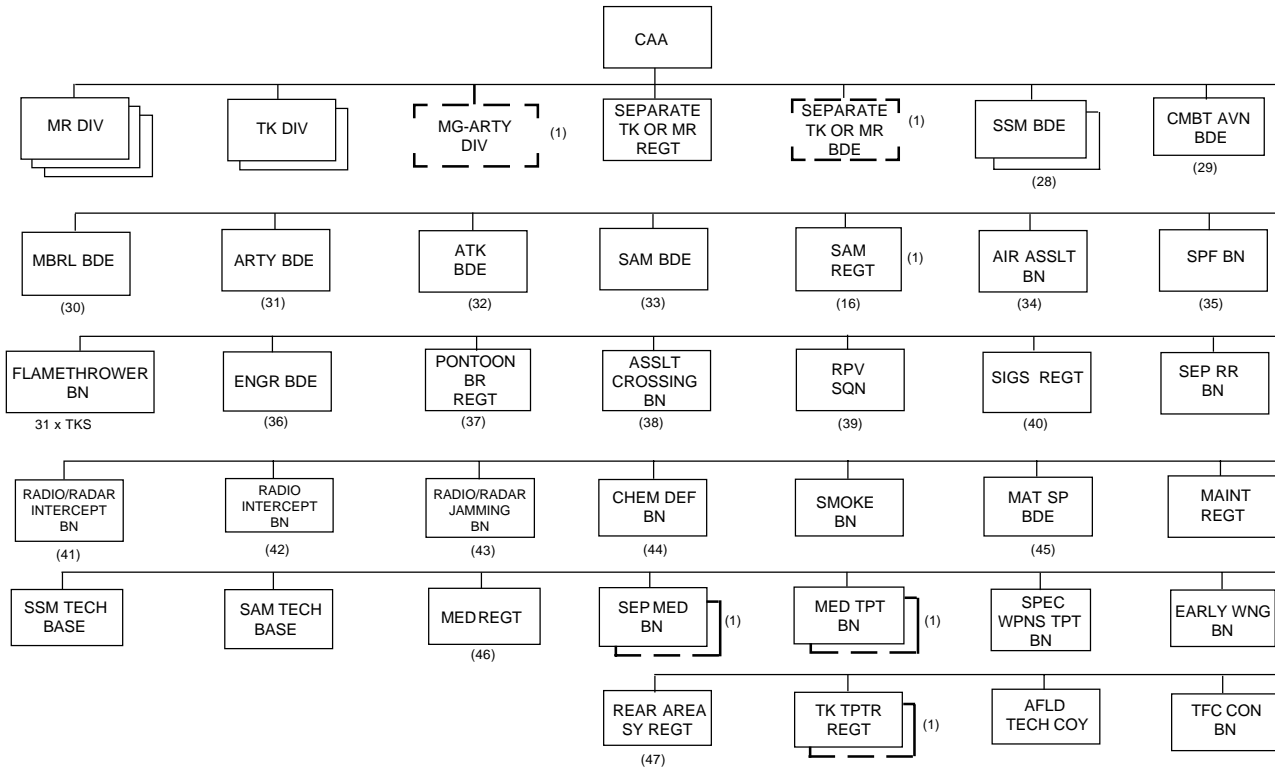 CAA
MR DIV
TK DIV
MG-ARTY
DIV
(1)
SEPARATE
TK OR MR
REGT
SEPARATE
TK OR MR
BDE
(1)
SSM BDE
(28)
CMBT AVN
BDE
(29)
MBRL BDE
(30)
ARTY BDE
(31)
ATK
BDE
(32)
SAM BDE
(33)
SAM
REGT
(1)
(16)
AIR ASSLT
BN
(34)
SPF BN
(35)
FLAMETHROWER
BN
31 x TKS
ENGR BDE
(36)
PONTOON
BR
REGT
(37)
ASSLT
CROSSING
BN
(38)
RPV
SQN
(39)
SIGS REGT
(40)
SEP RR
BN
RADIO/RADAR
INTERCEPT
BN
(41)
RADIO
INTERCEPT
BN
(42)
RADIO/RADAR
JAMMING
BN
(43)
CHEM DEF
BN
(44)
SMOKE
BN
MAT SP
BDE
(45)
MAINT
REGT
SSM TECH
BASE
SAM TECH
BASE
MED REGT
(46)
SEP MED
BN
(1)
MED TPT
BN
(1)
SPEC
WPNS TPT
BN
EARLY WNG
BN
REAR AREA
SY REGT
(47)
TK TPTR
REGT
(1)
AFLD
TECH COY
TFC CON
BN